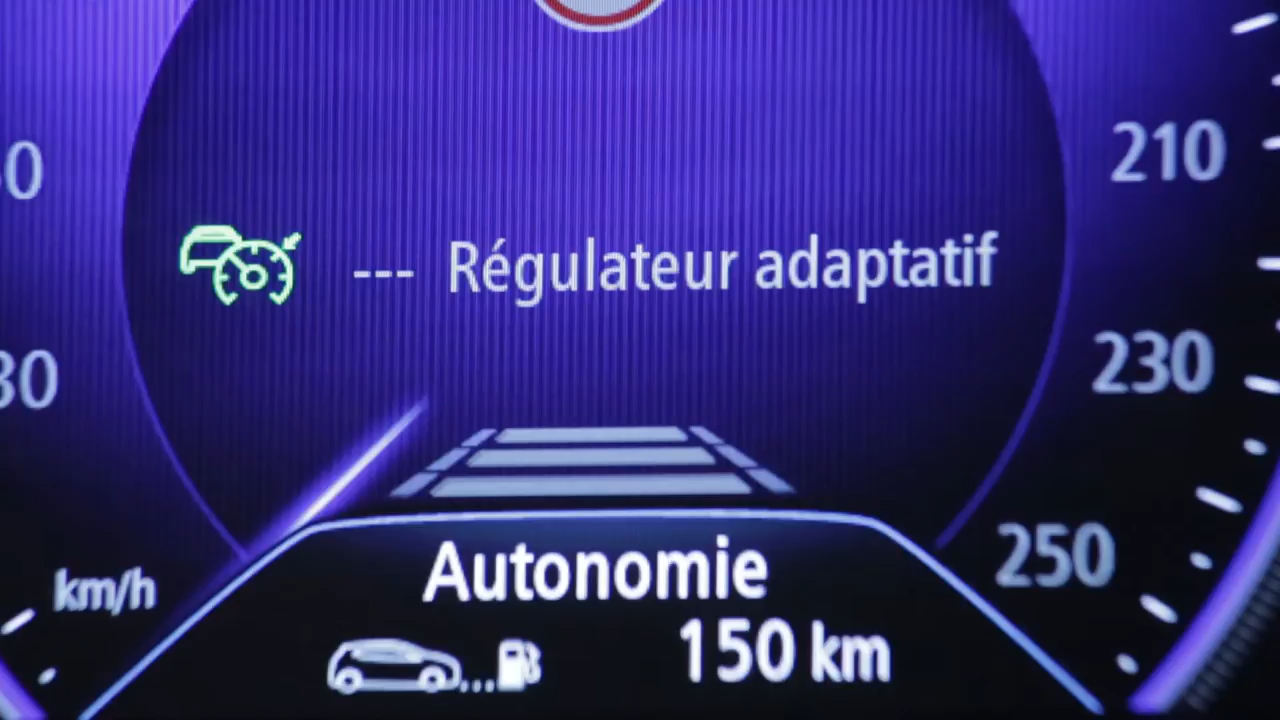 210
--- Régulateur adaptatif
230
250
km/h
Autonomie
150 km